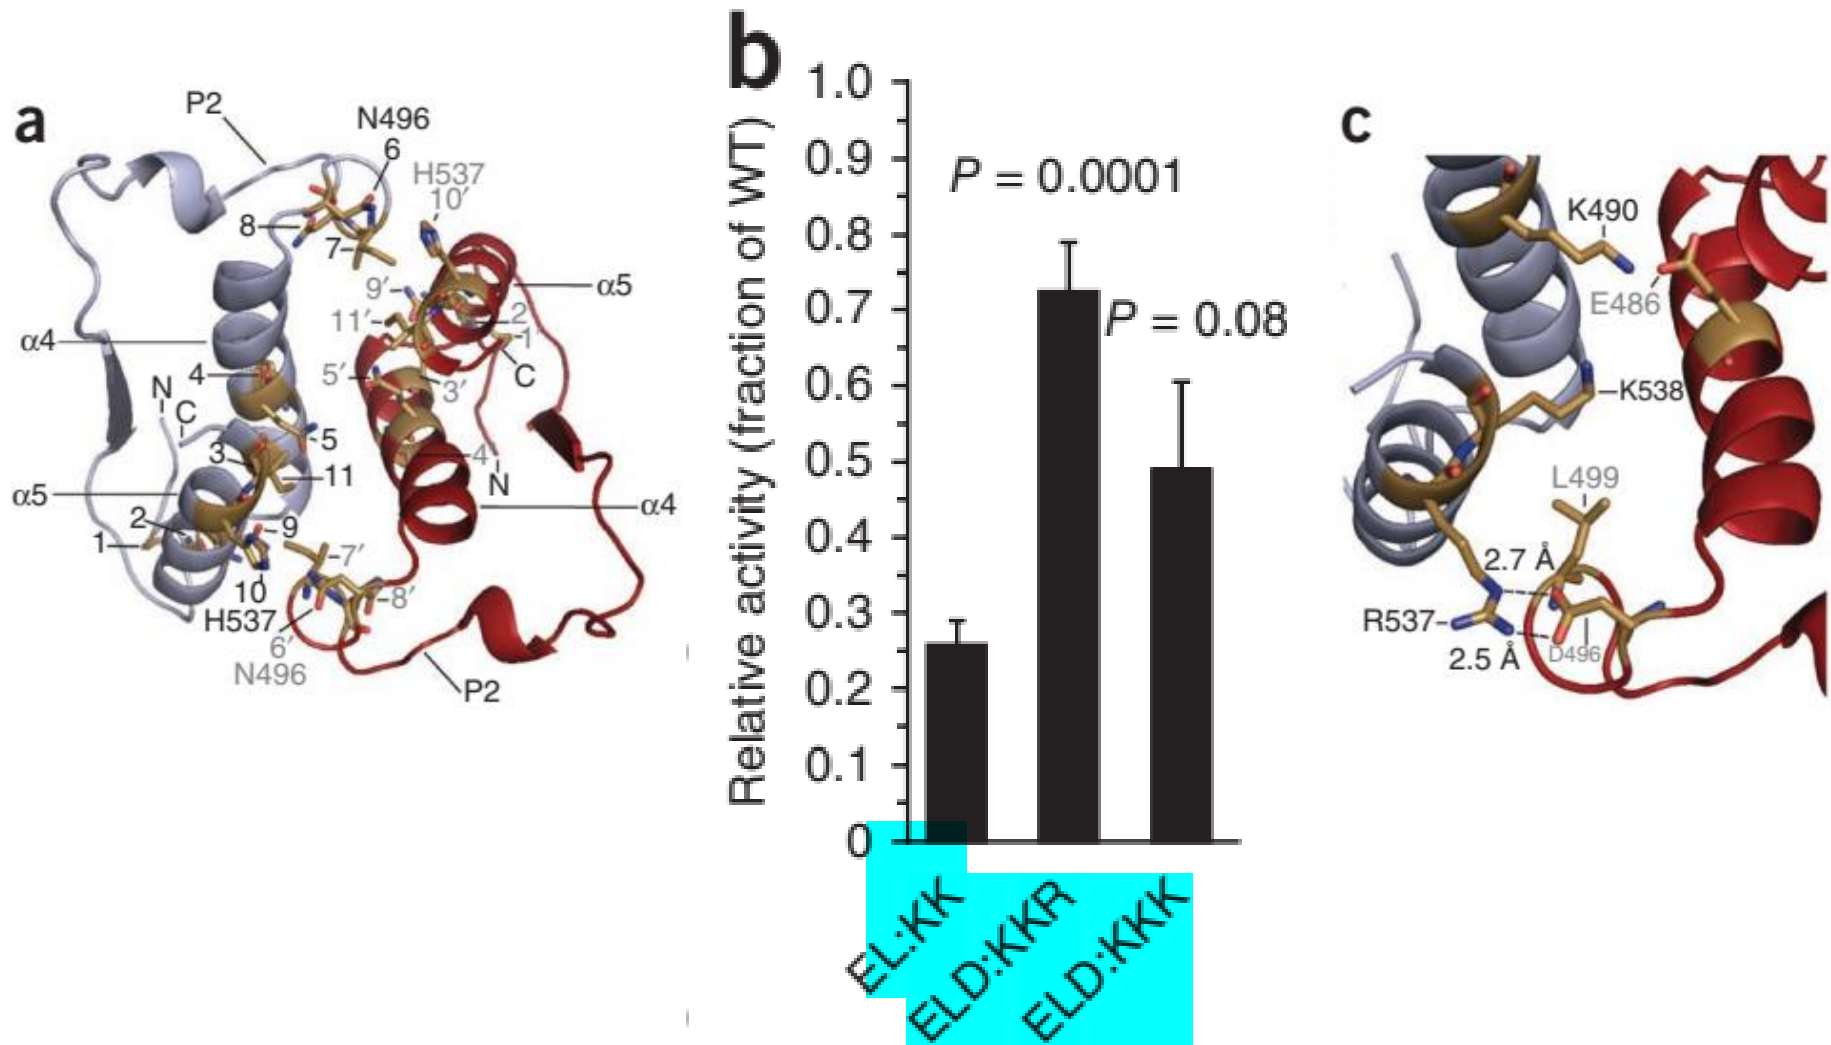 a
P2
N496
6
H537
10′
8
7
9′
α5
11′
2′
1′
α4
5′
3′
C
4
N
C
5
3
11
4′
N
α5
α4
2
9
1
7′
10
8′
H537
6′
N496
P2
b
Relative activity (fraction of WT)
1.0
0.9
0.8
0.7
0.6
0.5
0.4
0.3
0.2
0.1
0
P = 0.0001
P = 0.08
EL:KK
ELD:KKR
ELD:KKK
c
K490
E486
K538
L499
2.7 Å
R537
2.5 Å
D496